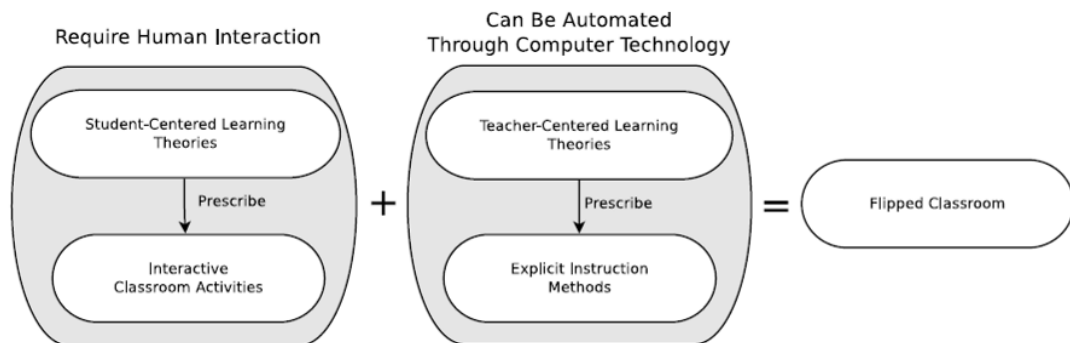 Require Human Interaction
Can Be Automated
Through Computer Technology
Student-Centered Learning
Theories
Prescribe
Interactive
Classroom Activities
+
Teacher-Centered Learning
Theories
Prescribe
Explicit Instruction
Methods
=
Flipped Classroom